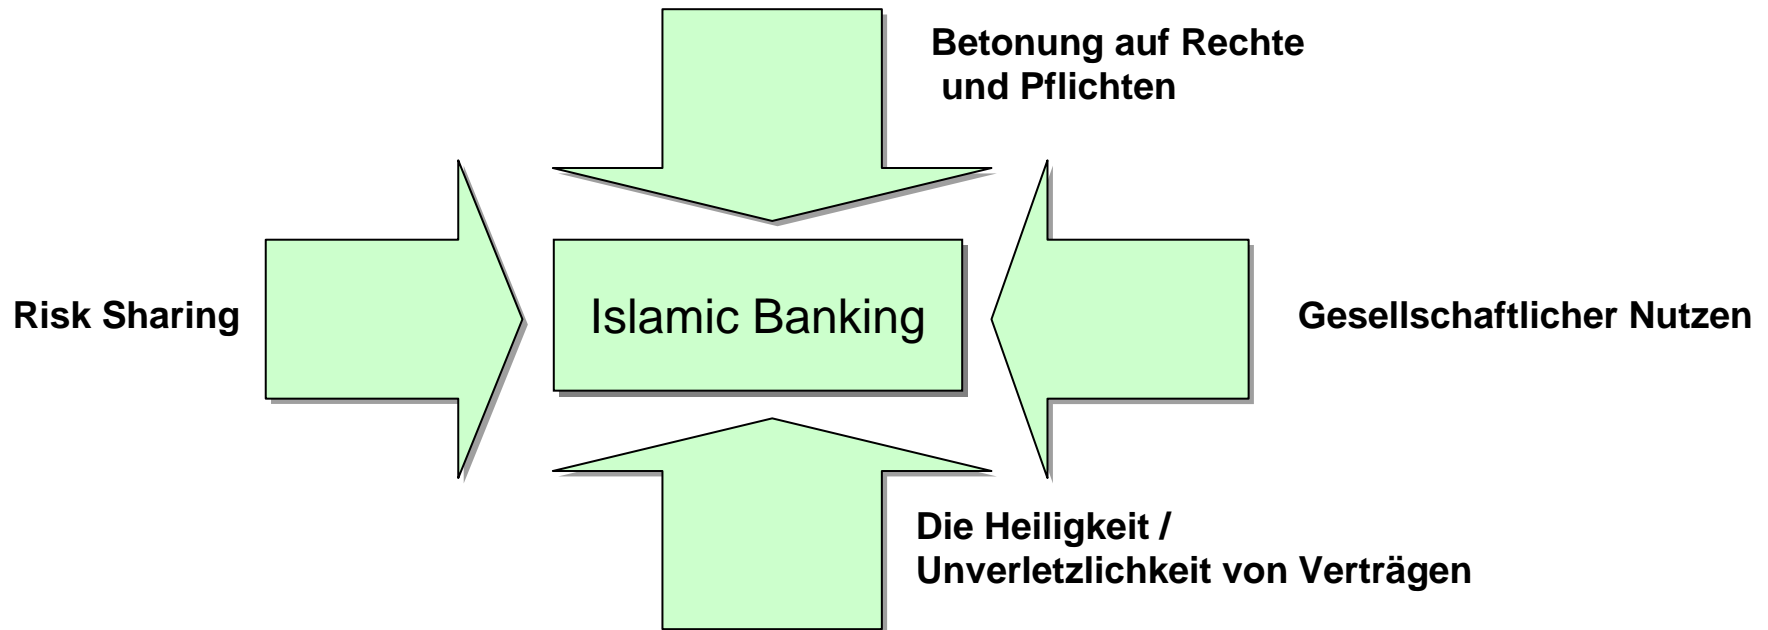 Betonung auf Rechte
und Pflichten
Risk Sharing
Islamic Banking
Gesellschaftlicher Nutzen
Die Heiligkeit /
Unverletzlichkeit von Verträgen